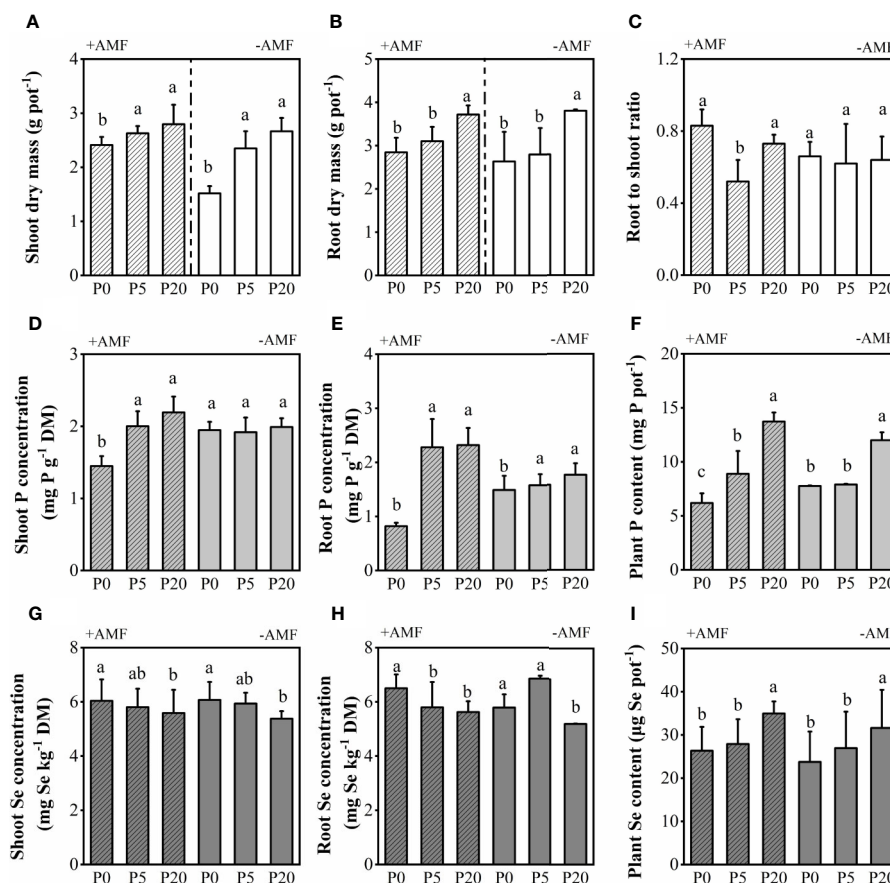 A
+AMF -AMF
Shoot dry mass (g pot-1)
4
3
2
1
0
b a a b a a
P0 P5 P20 P0 P5 P20
B
+AMF -AMF
Root dry mass (g pot-1)
5
4
3
2
1
0
b b a b b a
P0 P5 P20 P0 P5 P20
C
+AMF -AMF
Root to shoot ratio
1.2
0.8
0.4
0.0
a b a a a a
P0 P5 P20 P0 P5 P20
D
+AMF -AMF
Shoot P concentration
(mg P g-1 DM)
3
2
1
0
b a a a a a
P0 P5 P20 P0 P5 P20
E
+AMF -AMF
Root P concentration
(mg P g-1 DM)
4
3
2
1
0
b a a b a a
P0 P5 P20 P0 P5 P20
F
+AMF -AMF
Plant P content (mg P pot-1)
20
15
10
5
0
c b a b b a
P0 P5 P20 P0 P5 P20
G
+AMF -AMF
Shoot Se concentration
(mg Se kg-1 DM)
8
6
4
2
0
a ab b a ab b
P0 P5 P20 P0 P5 P20
H
+AMF -AMF
Root Se concentration
(mg Se kg-1 DM)
8
6
4
2
0
a b b a a b
P0 P5 P20 P0 P5 P20
I
+AMF -AMF
Plant Se content (µg Se pot-1)
50
40
30
20
10
0
b b a b b a
P0 P5 P20 P0 P5 P20